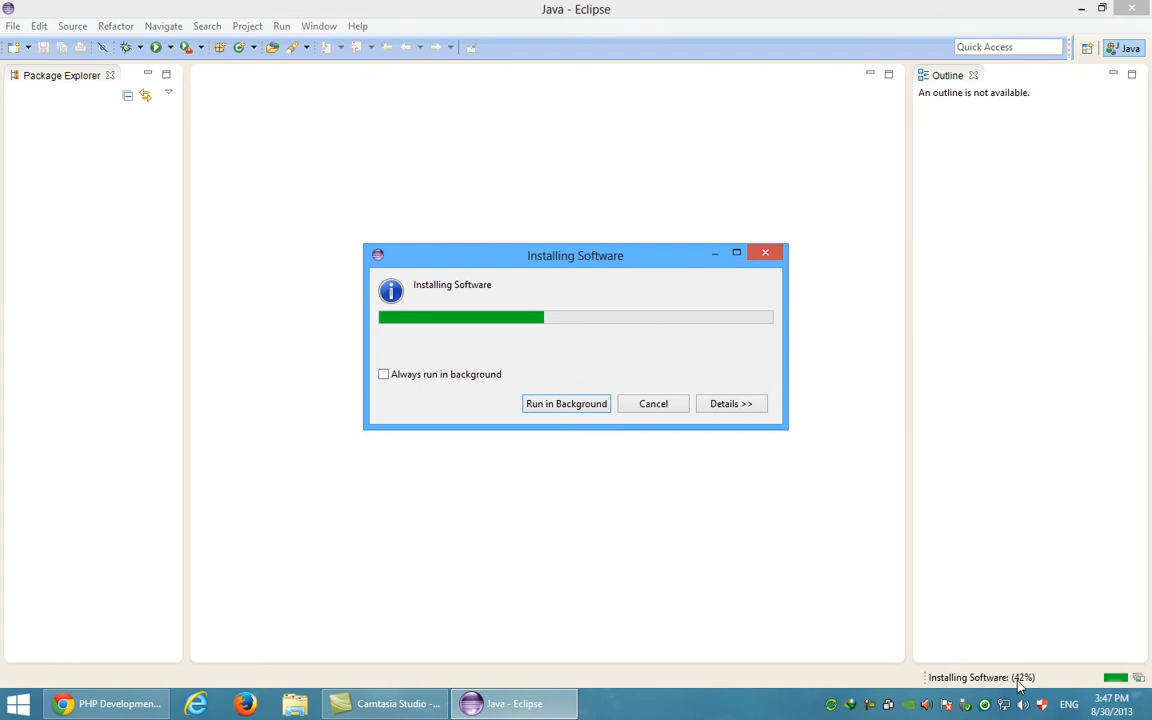 Java - Eclipse
File Edit Source Refactor Navigate Search Project Run Window Help
Quick Access
Java
Package Explorer
Outline
An outline is not available.
Installing Software
Installing Software
Always run in background
Run in Background Cancel Details >>
Installing Software: (42%)
PHP Developmen...
Camtasia Studio -...
Java - Eclipse
ENG
3:47 PM
8/30/2013